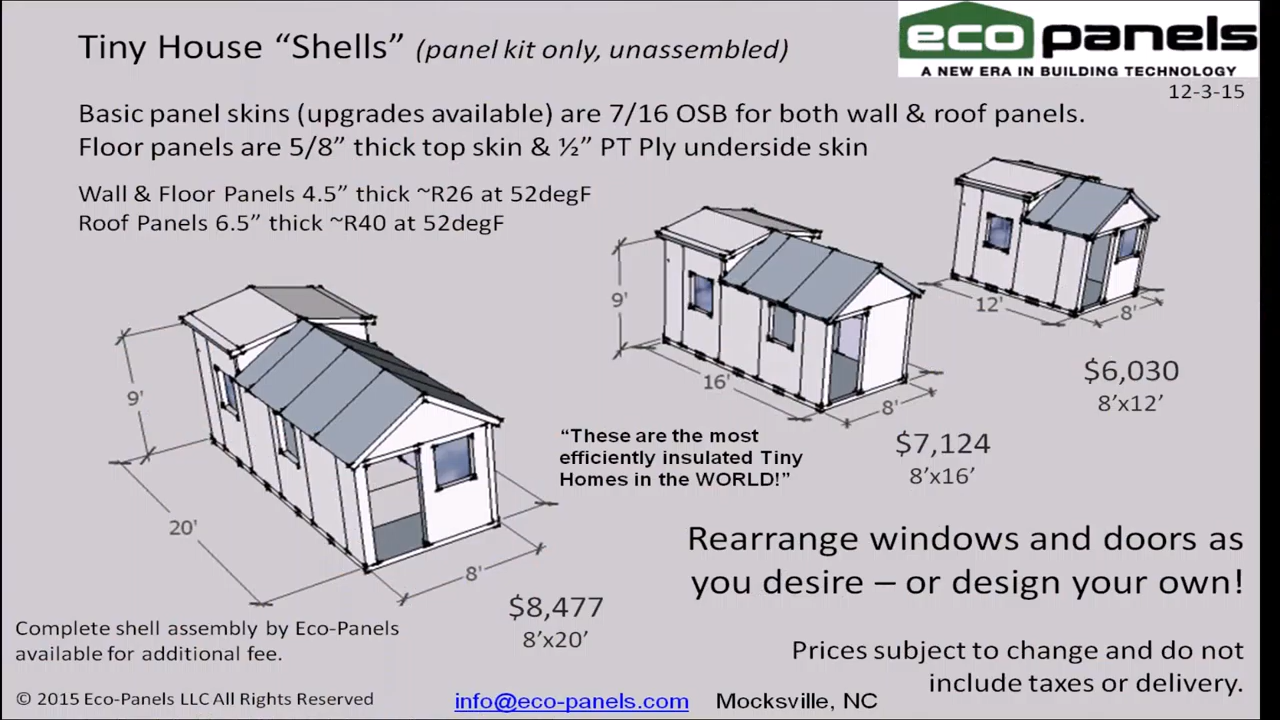 Tiny House “Shells” (panel kit only, unassembled)
eco panels
A NEW ERA IN BUILDING TECHNOLOGY
12-3-15
Basic panel skins (upgrades available) are 7/16 OSB for both wall & roof panels.
Floor panels are 5/8” thick top skin & ½” PT Ply underside skin
Wall & Floor Panels 4.5” thick ~R26 at 52degF
Roof Panels 6.5” thick ~R40 at 52degF
12'
8'
$6,030
8’x12’
9'
16'
8'
$7,124
8’x16’
“These are the most
efficiently insulated Tiny
Homes in the WORLD!”
9'
20'
8'
$8,477
8’x20’
Rearrange windows and doors as
you desire – or design your own!
Complete shell assembly by Eco-Panels
available for additional fee.
Prices subject to change and do not
include taxes or delivery.
© 2015 Eco-Panels LLC All Rights Reserved
info@eco-panels.com
Mocksville, NC